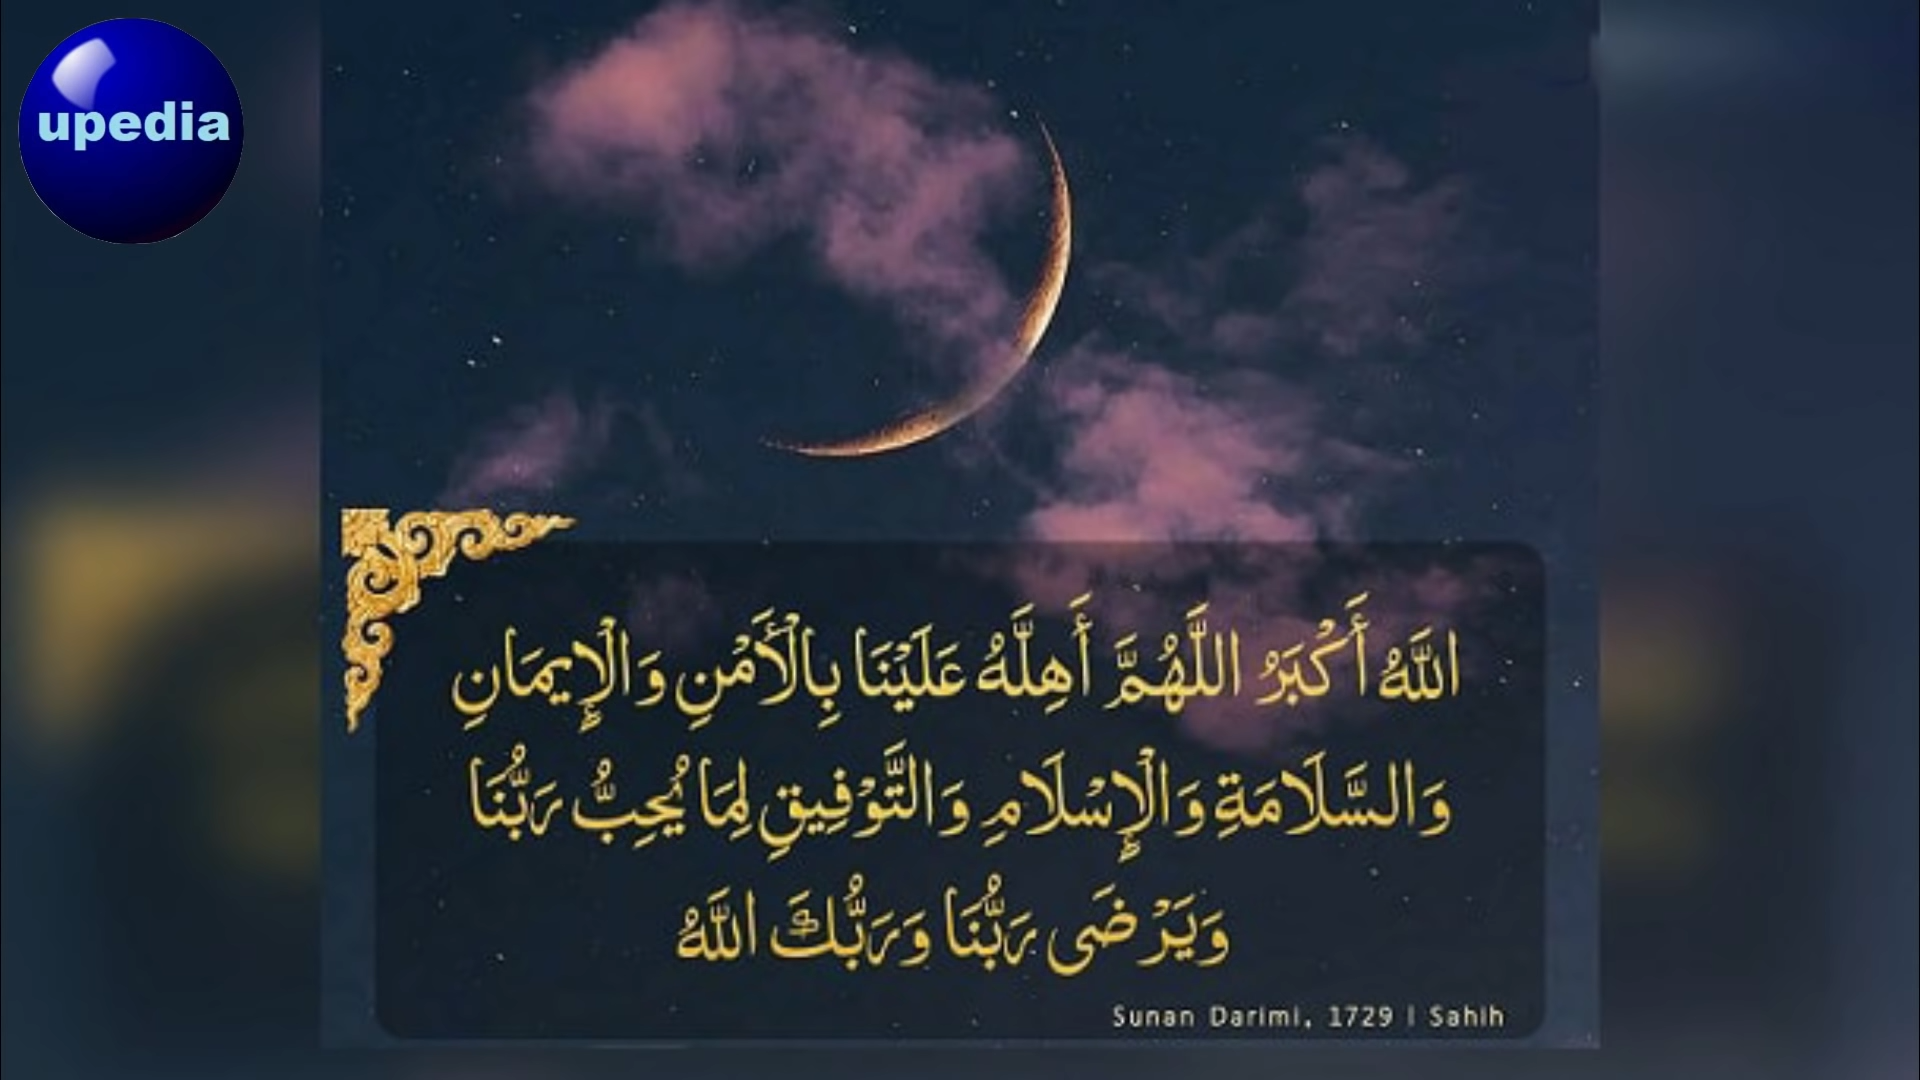 upedia
اللَّهُ أَكْبَرُ اللَّهُمَّ أَهِلَّهُ عَلَيْنَا بِالْأَمْنِ وَالْإِيمَانِ
وَالسَّلَامَةِ وَالْإِسْلَامِ وَالتَّوْفِيقِ لِمَا يُحِبُّ رَبُّنَا
وَيَرْضَى رَبُّنَا وَرَبُّكَ اللَّهُ
Sunan Darimi, 1729 | Sahih